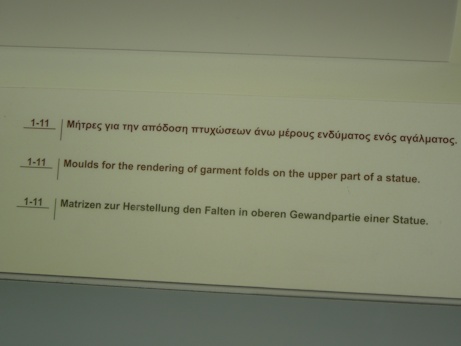 1-11 Μήτρες για την απόδοση πτυχώσεων άνω μέρους ενδύματος ενός αγάλματος.
1-11 Moulds for the rendering of garment folds on the upper part of a statue.
1-11 Matrizen zur Herstellung den Falten in oberen Gewandpartie einer Statue.